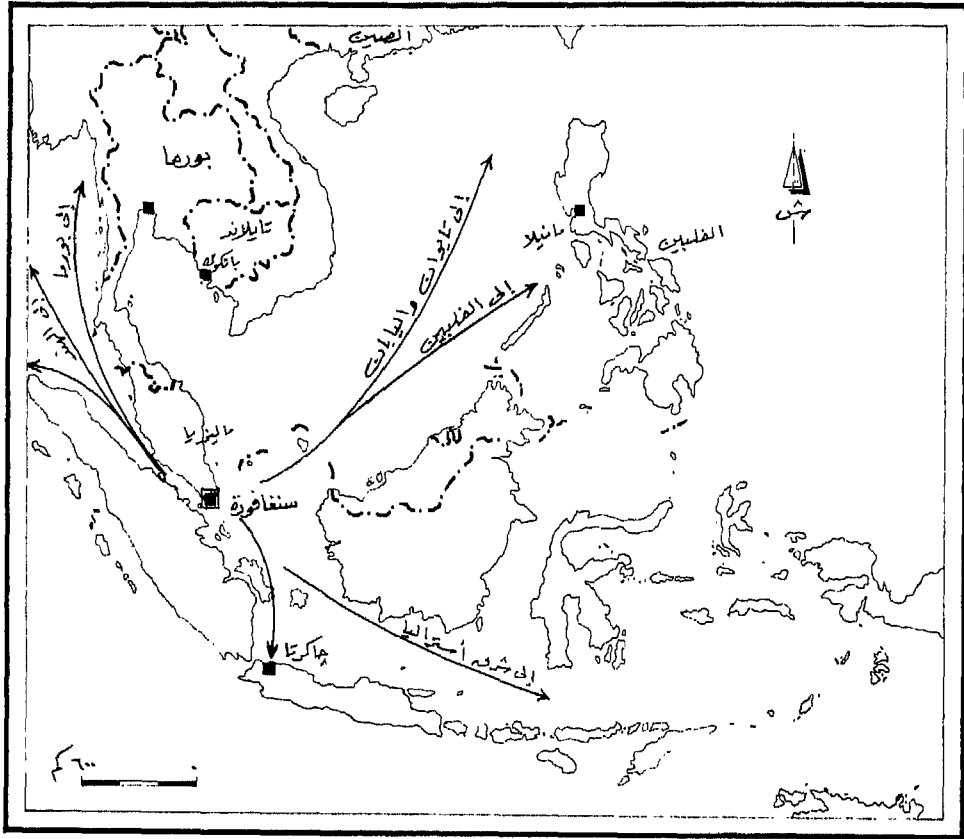 الصين
بورما
تايلاند
بانكوك
إلى بورما
إلى تايوان واليابان
إلى الفلبين
مانيلا
الفلبين
ش
ماليزيا
سنغافورة
جاكرتا
إلى شرق أستراليا
٦٠٠ كم